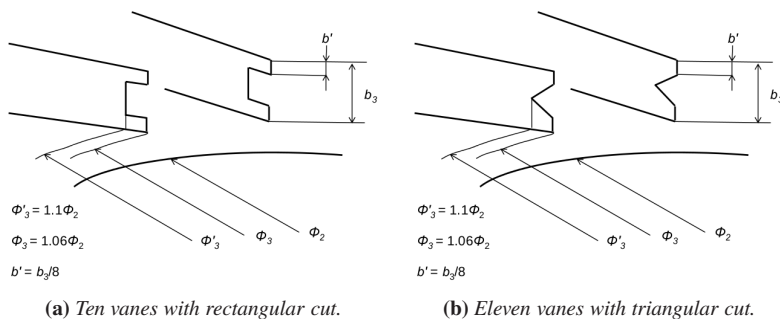 b'
b₃
Φ'₃ = 1.1Φ₂
Φ₃ = 1.06Φ₂
b' = b₃/8
Φ'₃
Φ₃
Φ₂
(a) Ten vanes with rectangular cut.
b'
b₃
Φ'₃ = 1.1Φ₂
Φ₃ = 1.06Φ₂
b' = b₃/8
Φ'₃
Φ₃
Φ₂
(b) Eleven vanes with triangular cut.